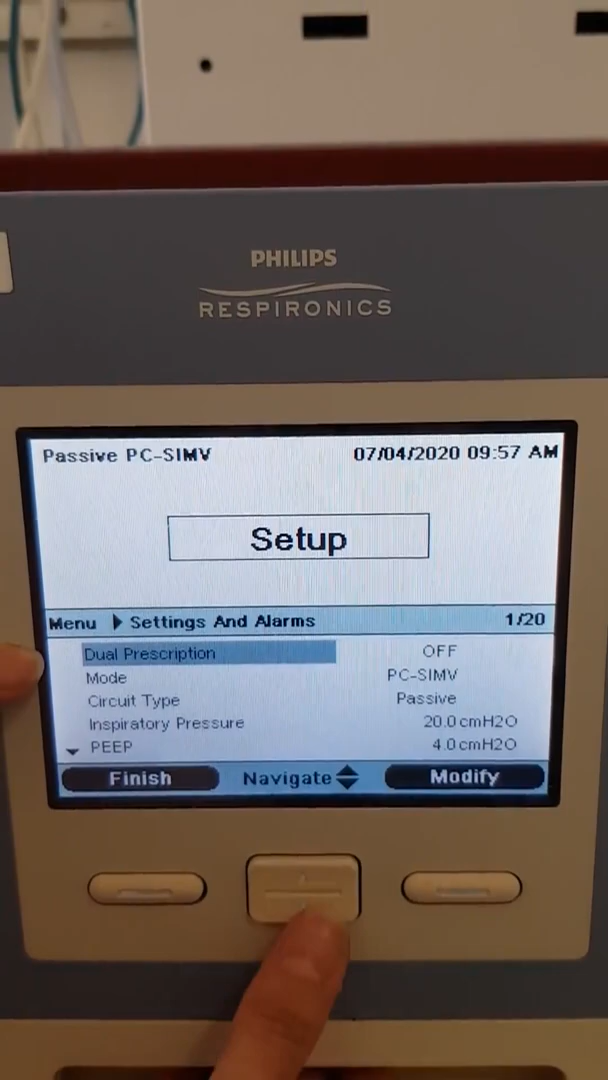 PHILIPS
RESPIRONICS
Passive PC-SIMV 07/04/2020 09:57 AM
Setup
Menu Settings And Alarms 1/20
Dual Prescription OFF
Mode PC-SIMV
Circuit Type Passive
Inspiratory Pressure 20.0cmH2O
PEEP 4.0cmH2O
Finish Navigate Modify